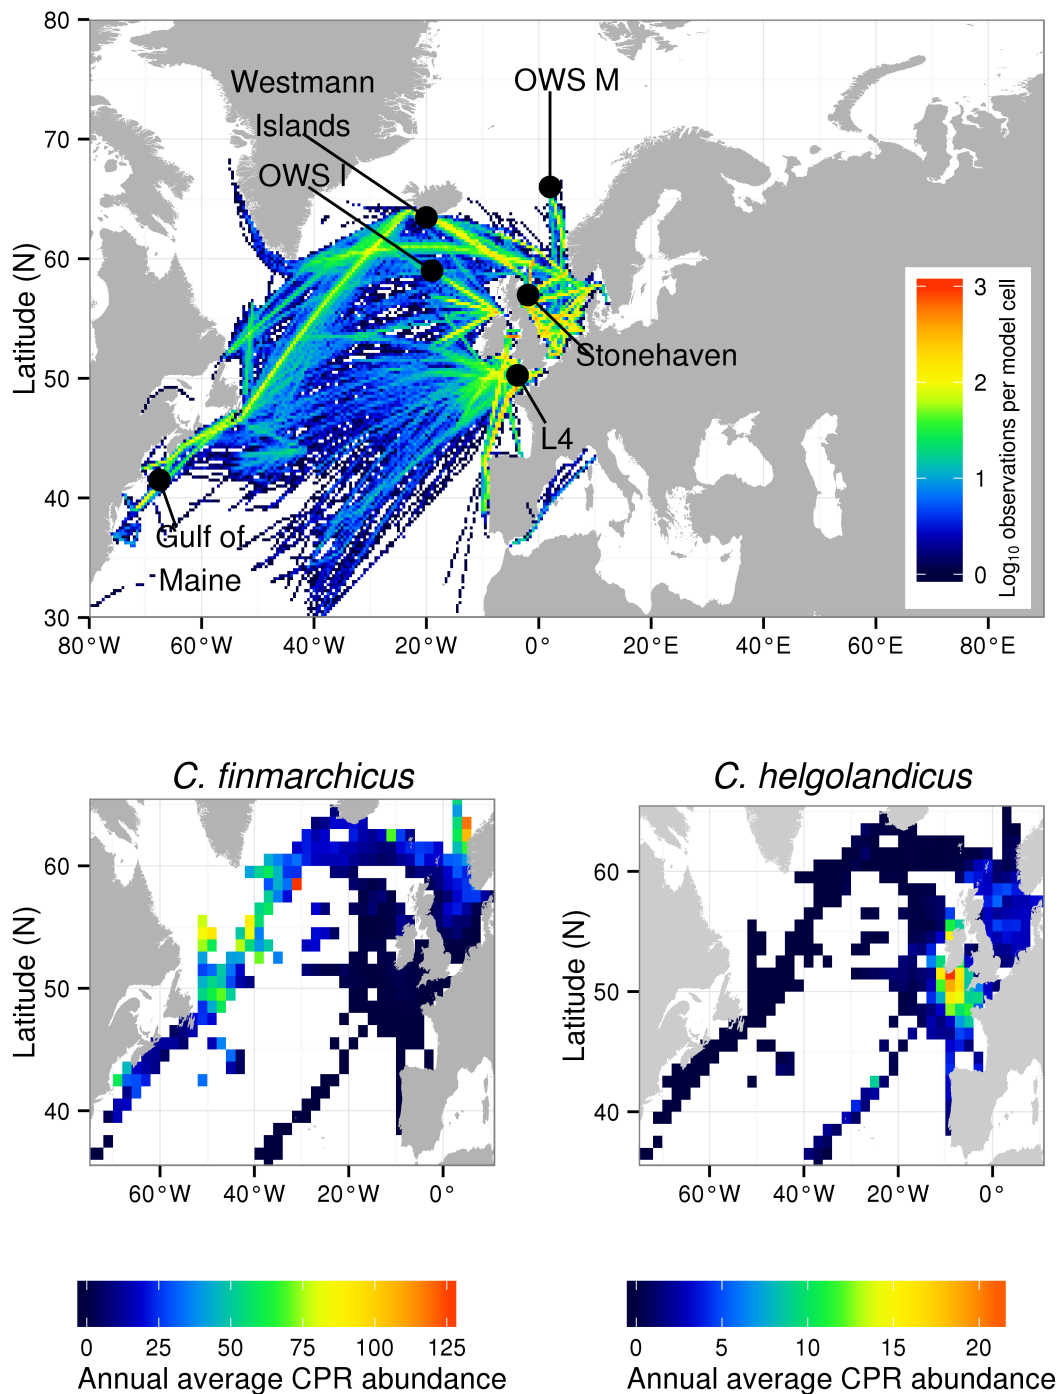 80
70
60
50
40
30
Latitude (N)
Westmann
Islands
OWS I
OWS M
Stonehaven
L4
Gulf of
Maine
3
2
1
0
Log10 observations per model cell
80°W 60°W 40°W 20°W 0° 20°E 40°E 60°E 80°E
C. finmarchicus
60
50
40
Latitude (N)
60°W 40°W 20°W 0°
0 25 50 75 100 125
Annual average CPR abundance
C. helgolandicus
60
50
40
Latitude (N)
60°W 40°W 20°W 0°
0 5 10 15 20
Annual average CPR abundance